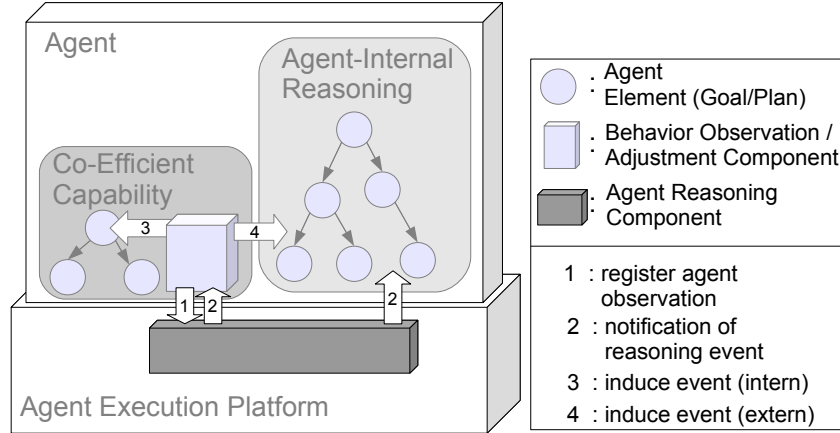 Agent
Agent-Internal
Reasoning
Co-Efficient
Capability
3
4
1
2
2
Agent Execution Platform
: Agent
Element (Goal/Plan)
: Behavior Observation /
Adjustment Component
: Agent Reasoning
Component
1 : register agent
observation
2 : notification of
reasoning event
3 : induce event (intern)
4 : induce event (extern)